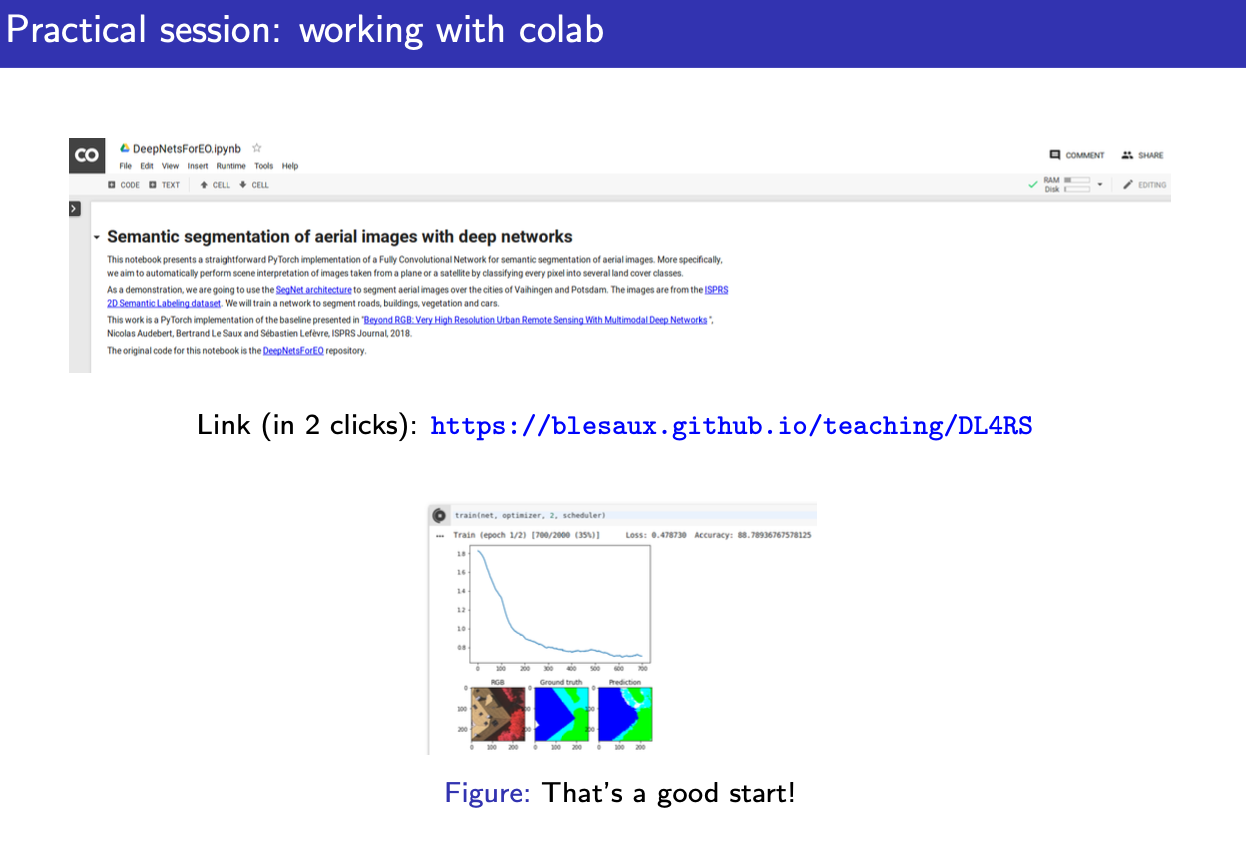 Practical session: working with colab
CO
DeepNetsForEO.ipynb
COMMENT SHARE
File Edit View Insert Runtime Tools Help
CODE TEXT CELL CELL
RAM
Disk
EDITING
Semantic segmentation of aerial images with deep networks
This notebook presents a straightforward PyTorch implementation of a Fully Convolutional Network for semantic segmentation of aerial images. More specifically,
we aim to automatically perform scene interpretation of images taken from a plane or a satellite by classifying every pixel into several land cover classes.
As a demonstration, we are going to use the SegNet architecture to segment aerial images over the cities of Vaihingen and Potsdam. The images are from the ISPRS
2D Semantic Labeling dataset. We will train a network to segment roads, buildings, vegetation and cars.
This work is a PyTorch implementation of the baseline presented in "Beyond RGB: Very High Resolution Urban Remote Sensing With Multimodal Deep Networks ",
Nicolas Audebert, Bertrand Le Saux and Sébastien Lefèvre, ISPRS Journal, 2018.
The original code for this notebook is the DeepNetsForEO repository.
Link (in 2 clicks): https://blesaux.github.io/teaching/DL4RS
train(net, optimizer, 2, scheduler)
... Train (epoch 1/2) [700/2000 (35%)] Loss: 0.478730 Accuracy: 88.78936767578125
1.8
1.6
1.4
1.2
1.0
0.8
0 100 200 300 400 500 600 700
RGB Ground truth Prediction
0 0 0
100 100 100
200 200 200
0 100 200 0 100 200 0 100 200
Figure: That's a good start!